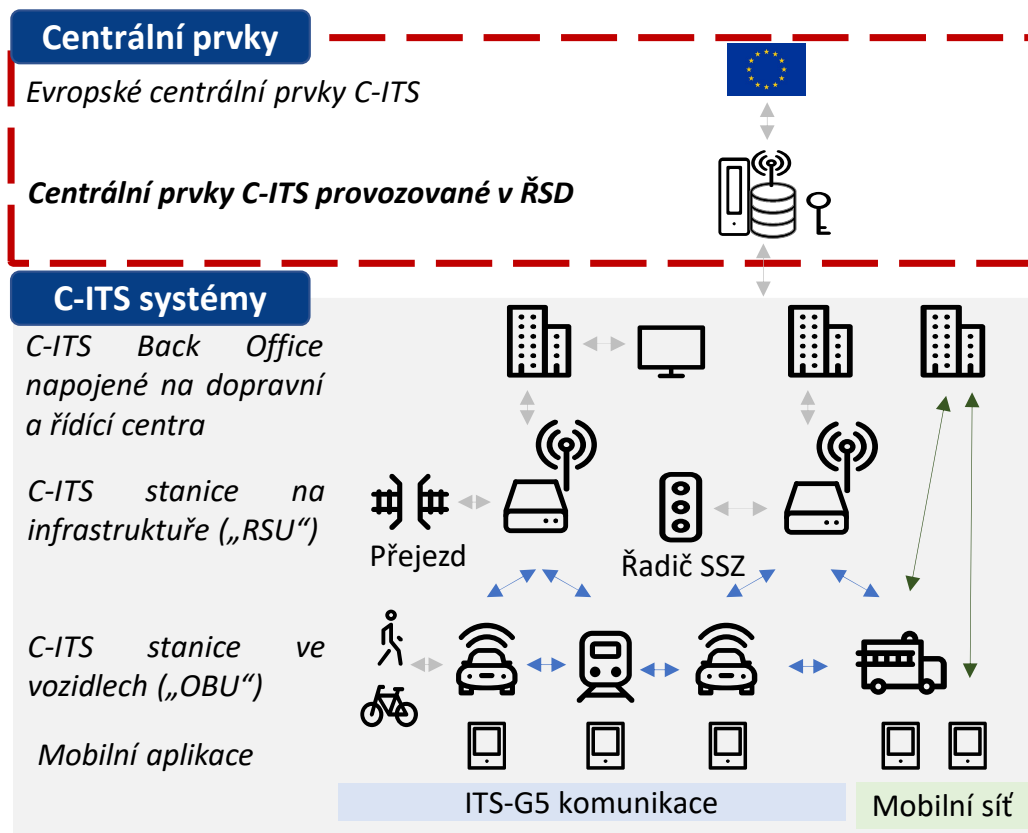 Centrální prvky
Evropské centrální prvky C-ITS
Centrální prvky C-ITS provozované v ŘSD
C-ITS systémy
C-ITS Back Office
napojené na dopravní
a řídící centra
C-ITS stanice na
infrastruktuře („RSU“)
Přejezd
Řadič SSZ
C-ITS stanice ve
vozidlech („OBU“)
Mobilní aplikace
ITS-G5 komunikace
Mobilní síť